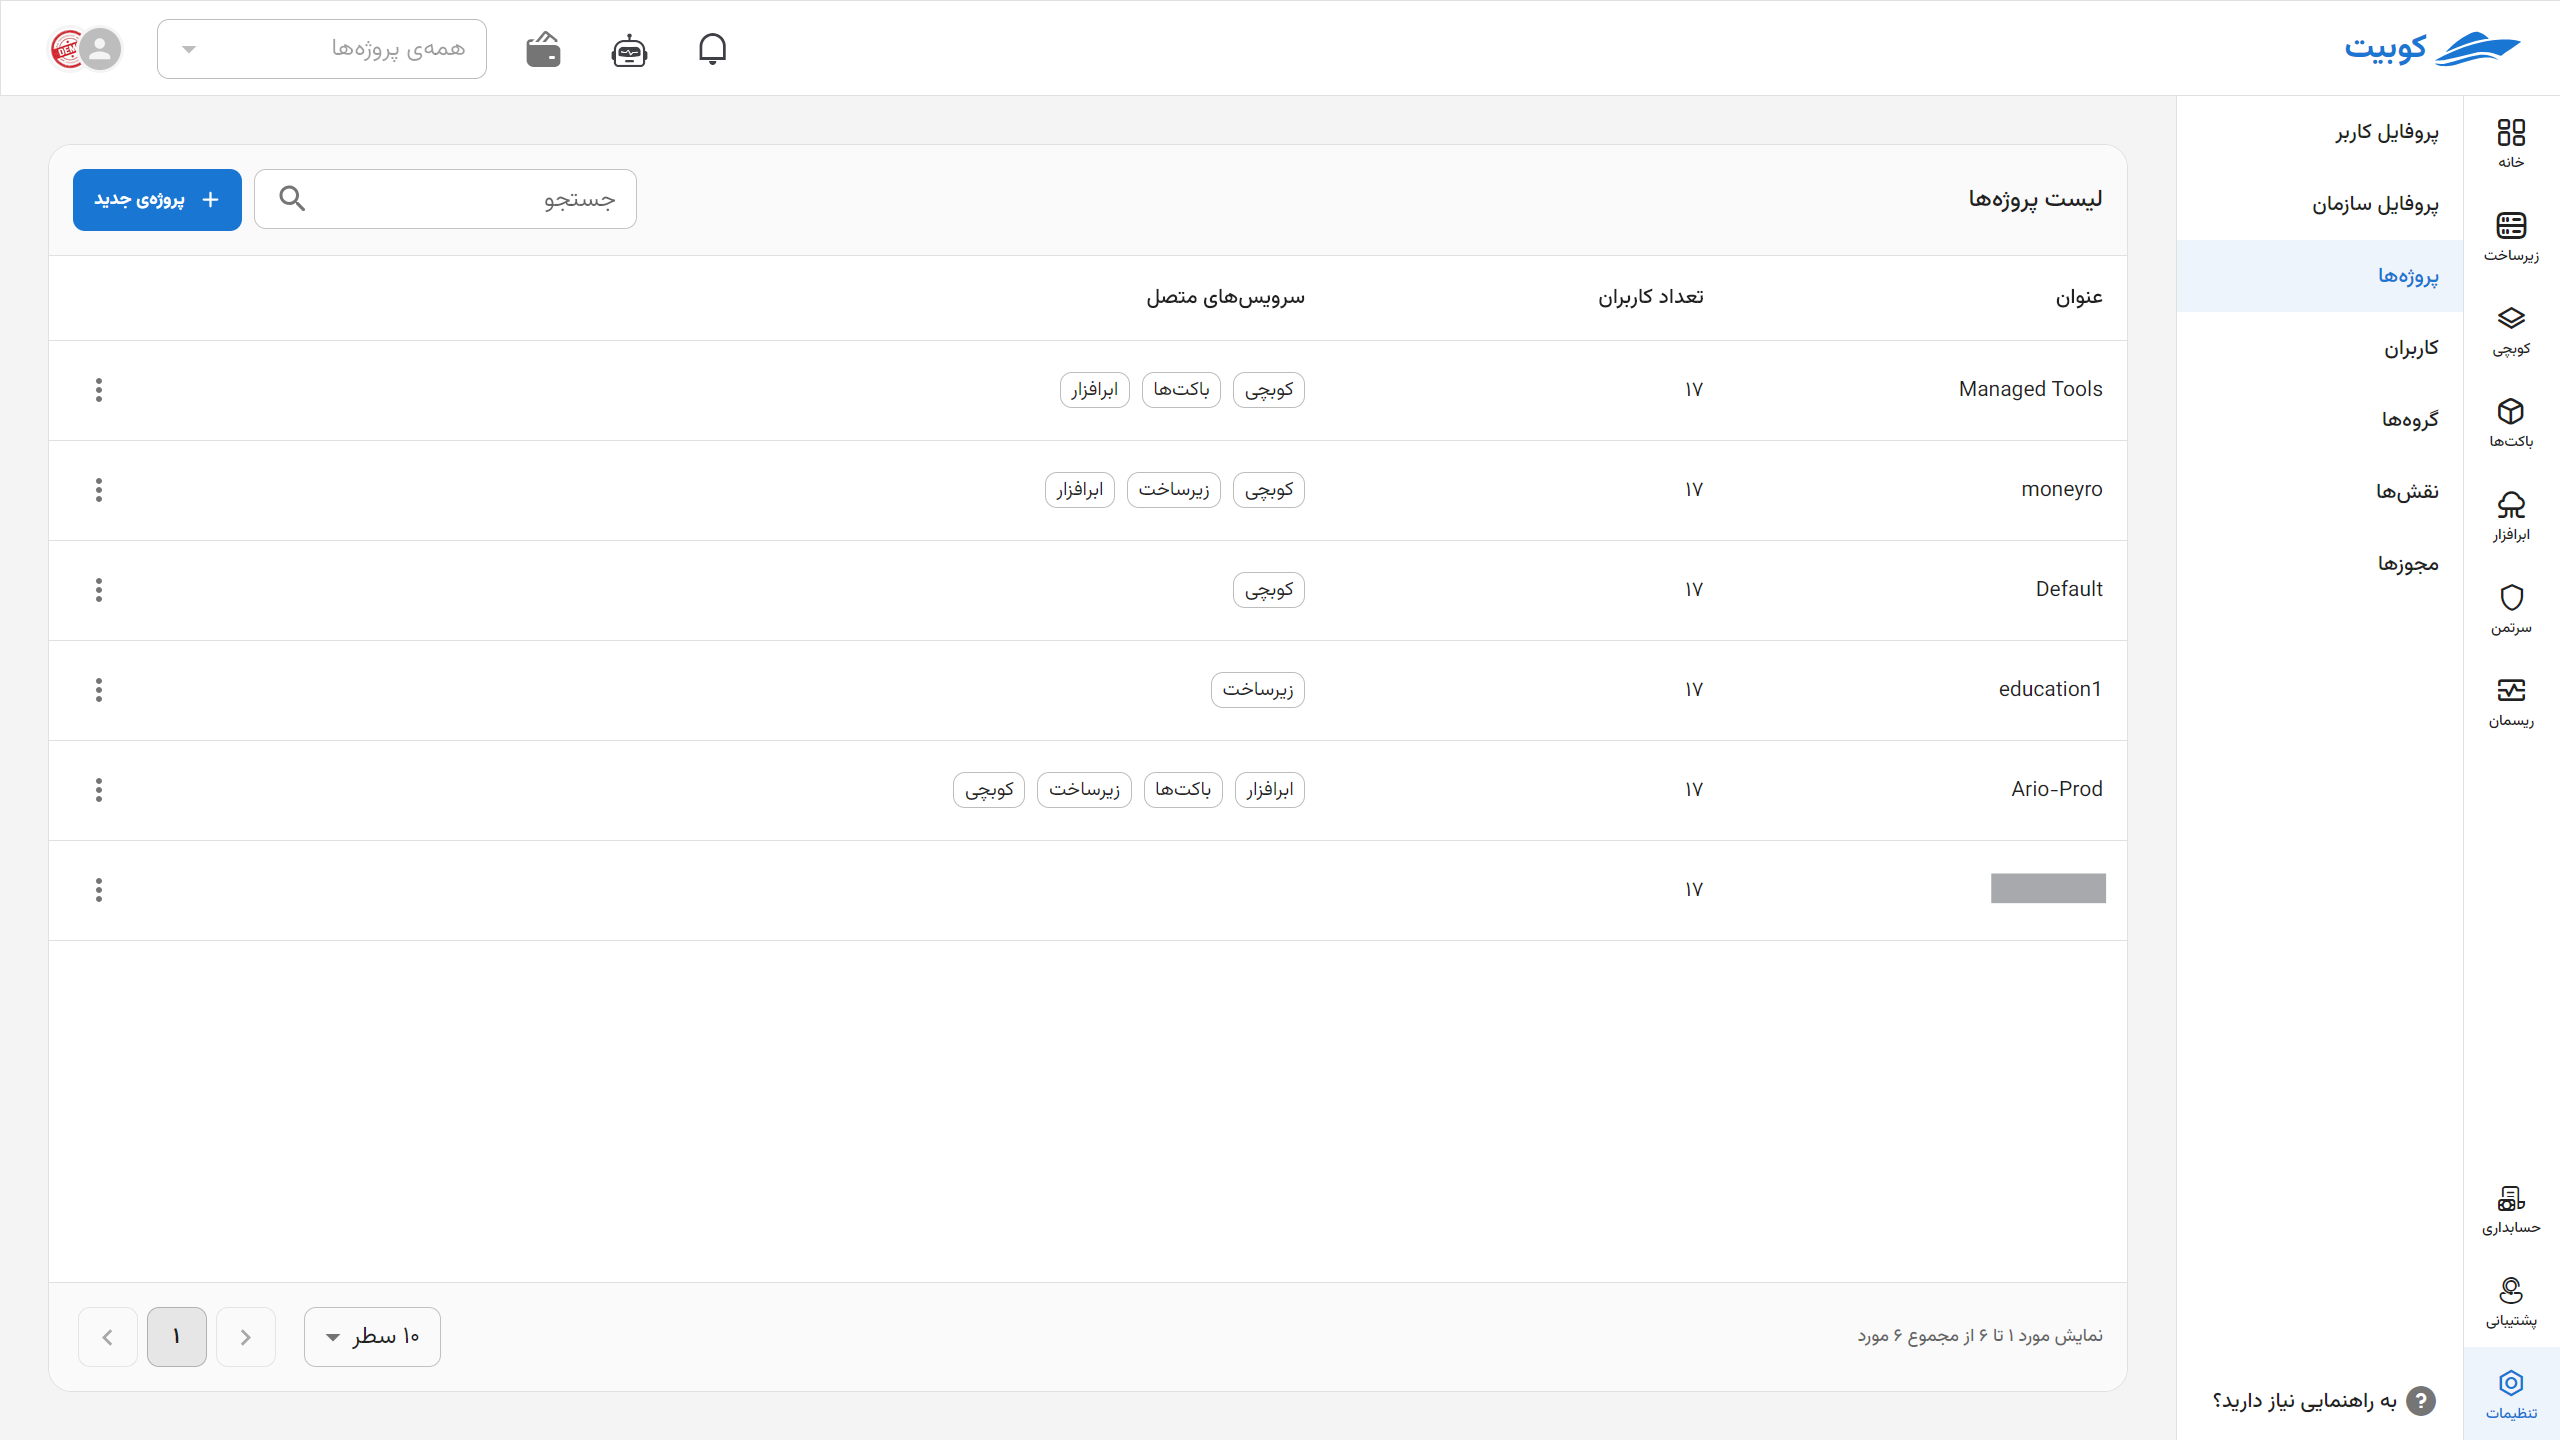 کوبیت
همه‌ی پروژه‌ها
DEM
خانه
زیرساخت
کوبچی
باکت‌ها
ابرافزار
سرتمن
ریسمان
حسابداری
پشتیبانی
تنظیمات
پروفایل کاربر
پروفایل سازمان
پروژه‌ها
کاربران
گروه‌ها
نقش‌ها
مجوزها
به راهنمایی نیاز دارید؟
لیست پروژه‌ها
جستجو
+ پروژه‌ی جدید
عنوان تعداد کاربران سرویس‌های متصل
Managed Tools ۱۷ کوبچی باکت‌ها ابرافزار
moneyro ۱۷ کوبچی زیرساخت ابرافزار
Default ۱۷ کوبچی
education1 ۱۷ زیرساخت
Ario-Prod ۱۷ ابرافزار باکت‌ها زیرساخت کوبچی
۱۷
نمایش مورد ۱ تا ۶ از مجموع ۶ مورد
۱۰ سطر
۱